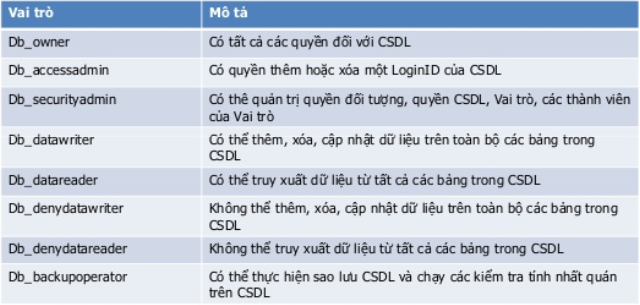 Vai trò Mô tả
Db_owner Có tất cả các quyền đối với CSDL
Db_accessadmin Có quyền thêm hoặc xóa một LoginID của CSDL
Db_securityadmin Có thê quản trị quyền đối tượng, quyền CSDL, Vai trò, các thành viên
của Vai trò
Db_datawriter Có thể thêm, xóa, cập nhật dữ liệu trên toàn bộ các bảng trong
CSDL
Db_datareader Có thể truy xuất dữ liệu từ tất cả các bảng trong CSDL
Db_denydatawriter Không thể thêm, xóa, cập nhật dữ liệu trên toàn bộ các bảng trong
CSDL
Db_denydatareader Không thể truy xuất dữ liệu từ tất cả các bảng trong CSDL
Db_backupoperator Có thể thực hiện sao lưu CSDL và chạy các kiểm tra tính nhất quán
trên CSDL